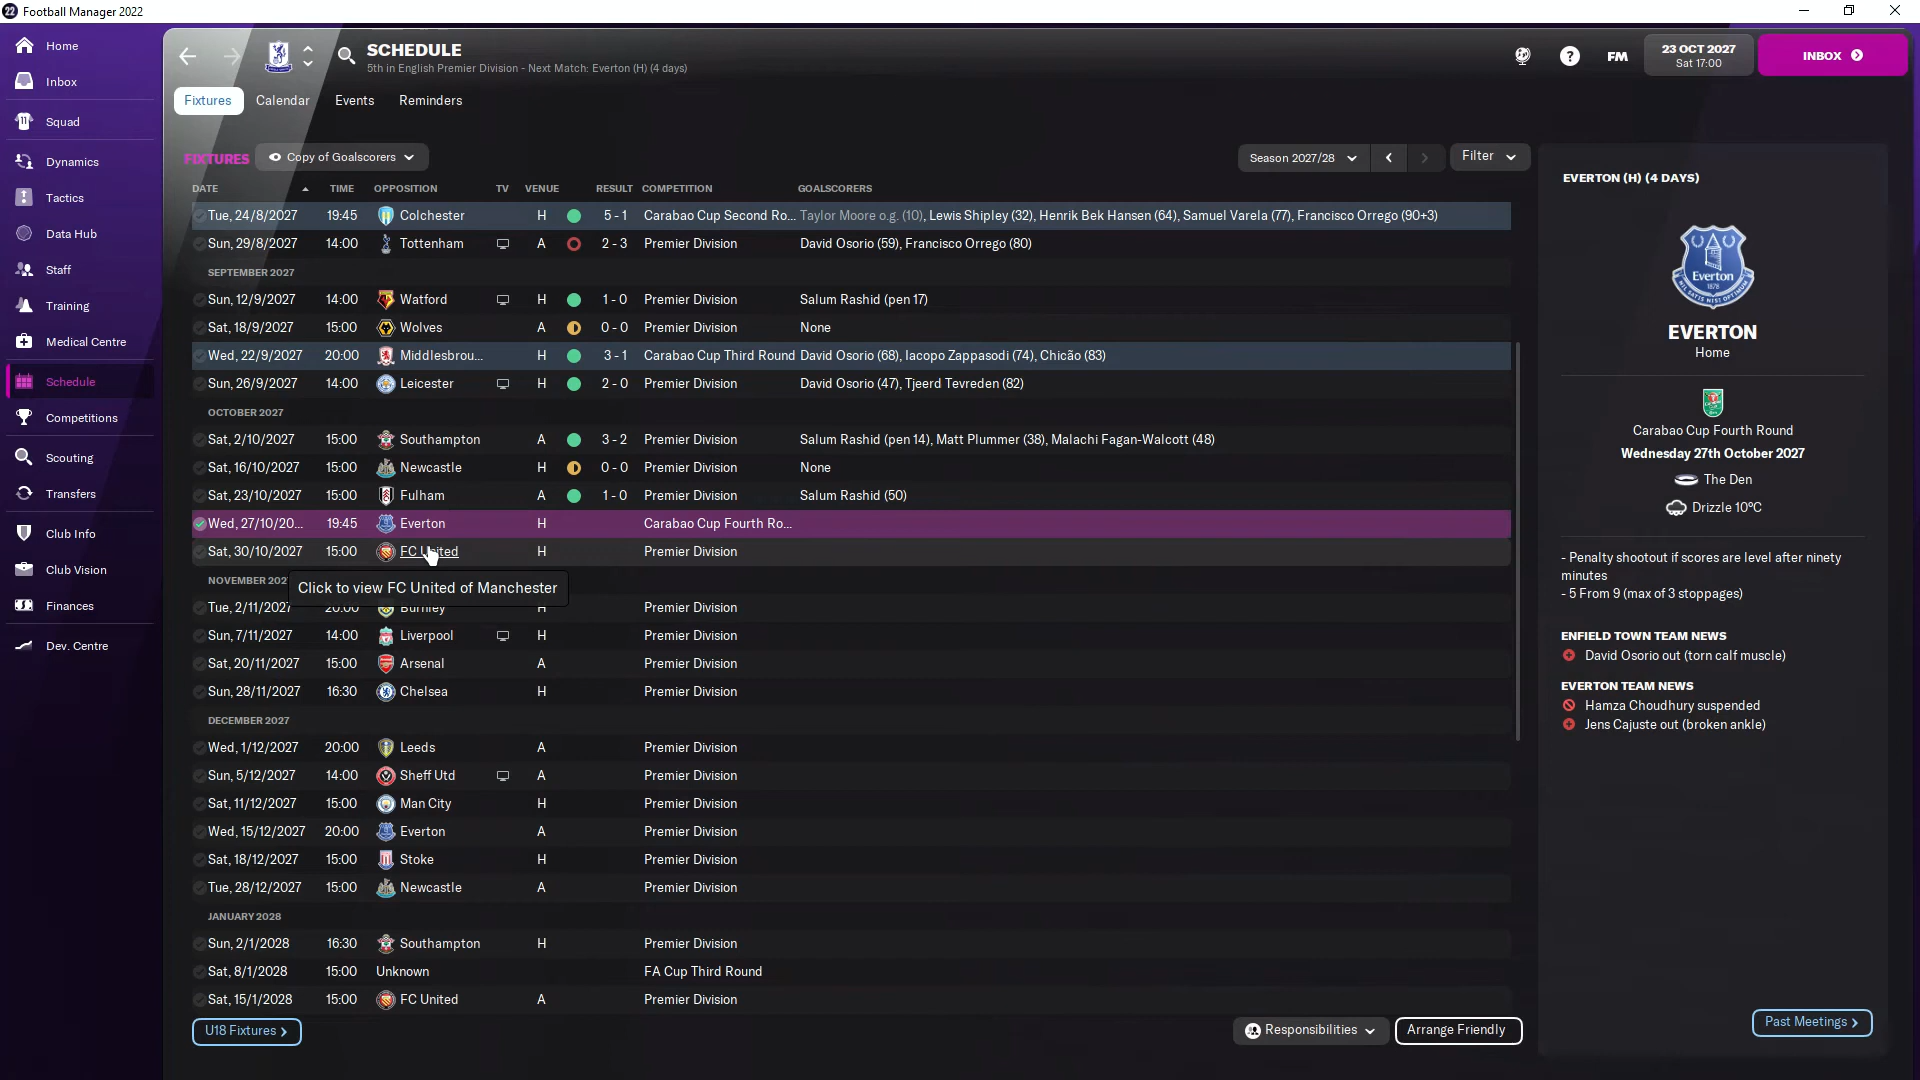 22 Football Manager 2022
SCHEDULE
5th in English Premier Division - Next Match: Everton (H) (4 days)
FM
23 OCT 2027
Sat 17:00
INBOX
Home
Inbox
Squad
Dynamics
Tactics
Data Hub
Staff
Training
Medical Centre
Schedule
Competitions
Scouting
Transfers
Club Info
Club Vision
Finances
Dev. Centre
Fixtures Calendar Events Reminders
FIXTURES Copy of Goalscorers Season 2027/28 Filter
DATE TIME OPPOSITION TV VENUE RESULT COMPETITION GOALSCORERS
Tue, 24/8/2027 19:45 Colchester H 5 - 1 Carabao Cup Second Ro... Taylor Moore o.g. (10), Lewis Shipley (32), Henrik Bek Hansen (64), Samuel Varela (77), Francisco Orrego (90+3)
Sun, 29/8/2027 14:00 Tottenham A 2 - 3 Premier Division David Osorio (59), Francisco Orrego (80)
SEPTEMBER 2027
Sun, 12/9/2027 14:00 Watford H 1 - 0 Premier Division Salum Rashid (pen 17)
Sat, 18/9/2027 15:00 Wolves A 0 - 0 Premier Division None
Wed, 22/9/2027 20:00 Middlesbrou... H 3 - 1 Carabao Cup Third Round David Osorio (68), Iacopo Zappasodi (74), Chicão (83)
Sun, 26/9/2027 14:00 Leicester H 2 - 0 Premier Division David Osorio (47), Tjeerd Tevreden (82)
OCTOBER 2027
Sat, 2/10/2027 15:00 Southampton A 3 - 2 Premier Division Salum Rashid (pen 14), Matt Plummer (38), Malachi Fagan-Walcott (48)
Sat, 16/10/2027 15:00 Newcastle H 0 - 0 Premier Division None
Sat, 23/10/2027 15:00 Fulham A 1 - 0 Premier Division Salum Rashid (50)
Wed, 27/10/20... 19:45 Everton H Carabao Cup Fourth Ro...
Sat, 30/10/2027 15:00 FC United H Premier Division
NOVEMBER 202
Click to view FC United of Manchester
Tue, 2/11/2027 20:00 Burnley H Premier Division
Sun, 7/11/2027 14:00 Liverpool H Premier Division
Sat, 20/11/2027 15:00 Arsenal A Premier Division
Sun, 28/11/2027 16:30 Chelsea H Premier Division
DECEMBER 2027
Wed, 1/12/2027 20:00 Leeds A Premier Division
Sun, 5/12/2027 14:00 Sheff Utd A Premier Division
Sat, 11/12/2027 15:00 Man City H Premier Division
Wed, 15/12/2027 20:00 Everton A Premier Division
Sat, 18/12/2027 15:00 Stoke H Premier Division
Tue, 28/12/2027 15:00 Newcastle A Premier Division
JANUARY 2028
Sun, 2/1/2028 16:30 Southampton H Premier Division
Sat, 8/1/2028 15:00 Unknown FA Cup Third Round
Sat, 15/1/2028 15:00 FC United A Premier Division
U18 Fixtures Responsibilities Arrange Friendly
EVERTON (H) (4 DAYS)
Everton
1878
EVERTON
Home
Carabao Cup Fourth Round
Wednesday 27th October 2027
The Den
Drizzle 10°C
- Penalty shootout if scores are level after ninety
minutes
- 5 From 9 (max of 3 stoppages)
ENFIELD TOWN TEAM NEWS
David Osorio out (torn calf muscle)
EVERTON TEAM NEWS
Hamza Choudhury suspended
Jens Cajuste out (broken ankle)
Past Meetings